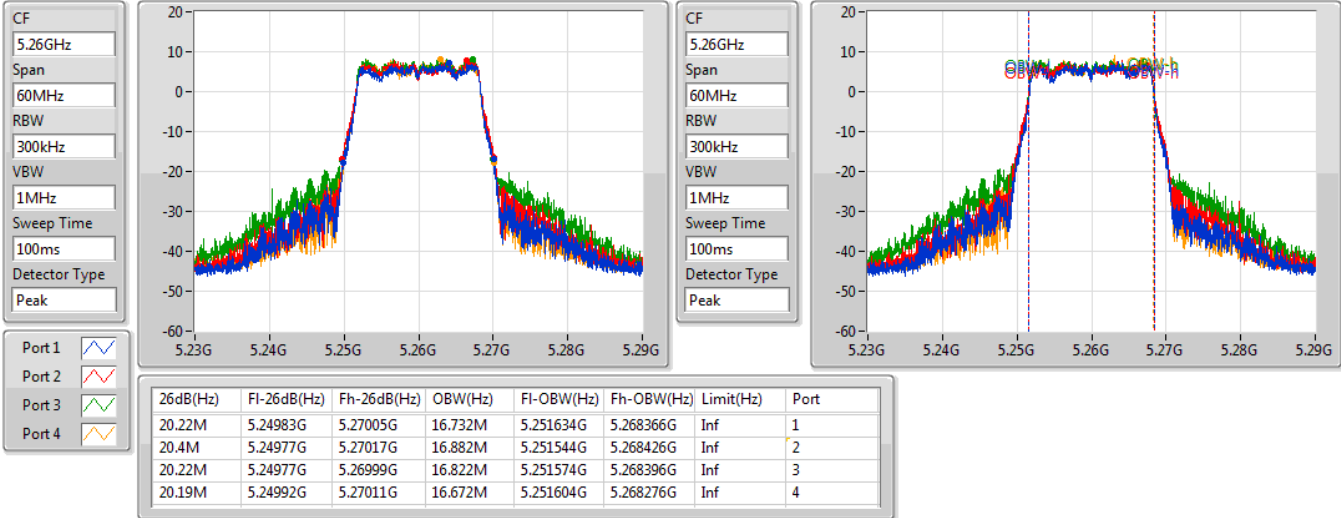 CF
5.26GHz
Span
60MHz
RBW
300kHz
VBW
1MHz
Sweep Time
100ms
Detector Type
Peak
Port 1
Port 2
Port 3
Port 4
20
10
0
-10
-20
-30
-40
-50
-60
5.23G 5.24G 5.25G 5.26G 5.27G 5.28G 5.29G
CF
5.26GHz
Span
60MHz
RBW
300kHz
VBW
1MHz
Sweep Time
100ms
Detector Type
Peak
20
10
0
-10
-20
-30
-40
-50
-60
OBW-h
OBW-h
5.23G 5.24G 5.25G 5.26G 5.27G 5.28G 5.29G
26dB(Hz) Fl-26dB(Hz) Fh-26dB(Hz) OBW(Hz) Fl-OBW(Hz) Fh-OBW(Hz) Limit(Hz) Port
20.22M 5.24983G 5.27005G 16.732M 5.251634G 5.268366G Inf 1
20.4M 5.24977G 5.27017G 16.882M 5.251544G 5.268426G Inf 2
20.22M 5.24977G 5.26999G 16.822M 5.251574G 5.268396G Inf 3
20.19M 5.24992G 5.27011G 16.672M 5.251604G 5.268276G Inf 4